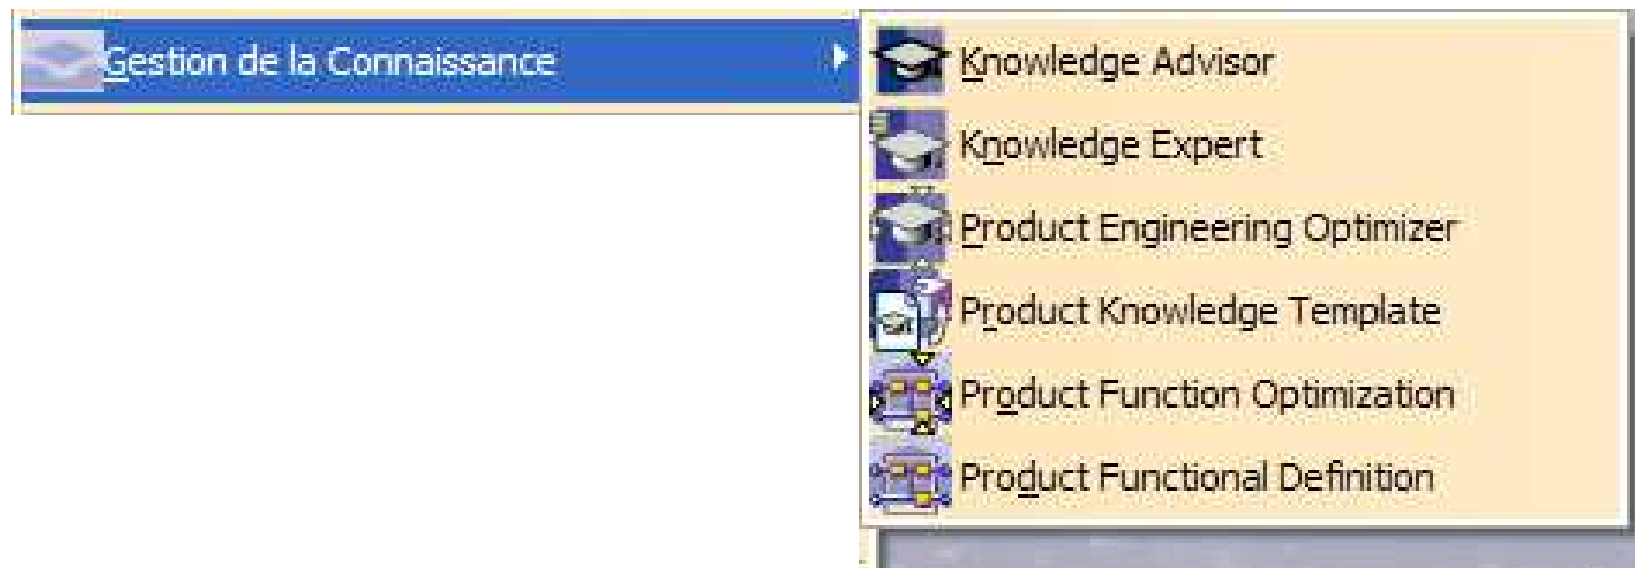 Gestion de la Connaissance
Knowledge Advisor
Knowledge Expert
Product Engineering Optimizer
Product Knowledge Template
Product Function Optimization
Product Functional Definition